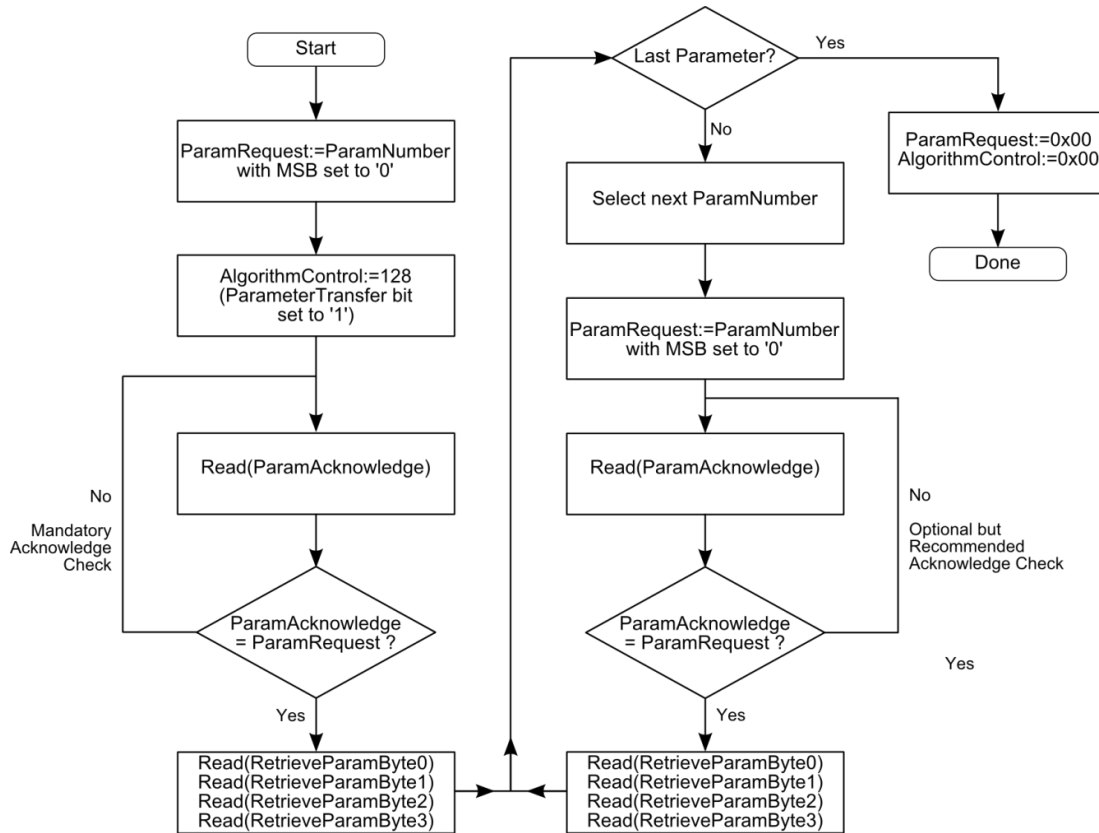 Start
ParamRequest:=ParamNumber
with MSB set to '0'
AlgorithmControl:=128
(ParameterTransfer bit
set to '1')
Read(ParamAcknowledge)
No
Mandatory
Acknowledge
Check
ParamAcknowledge
= ParamRequest ?
Yes
Read(RetrieveParamByte0)
Read(RetrieveParamByte1)
Read(RetrieveParamByte2)
Read(RetrieveParamByte3)
Last Parameter?
Yes
No
ParamRequest:=0x00
AlgorithmControl:=0x00
Done
Select next ParamNumber
ParamRequest:=ParamNumber
with MSB set to '0'
Read(ParamAcknowledge)
No
Optional but
Recommended
Acknowledge Check
ParamAcknowledge
= ParamRequest ?
Yes
Yes
Read(RetrieveParamByte0)
Read(RetrieveParamByte1)
Read(RetrieveParamByte2)
Read(RetrieveParamByte3)